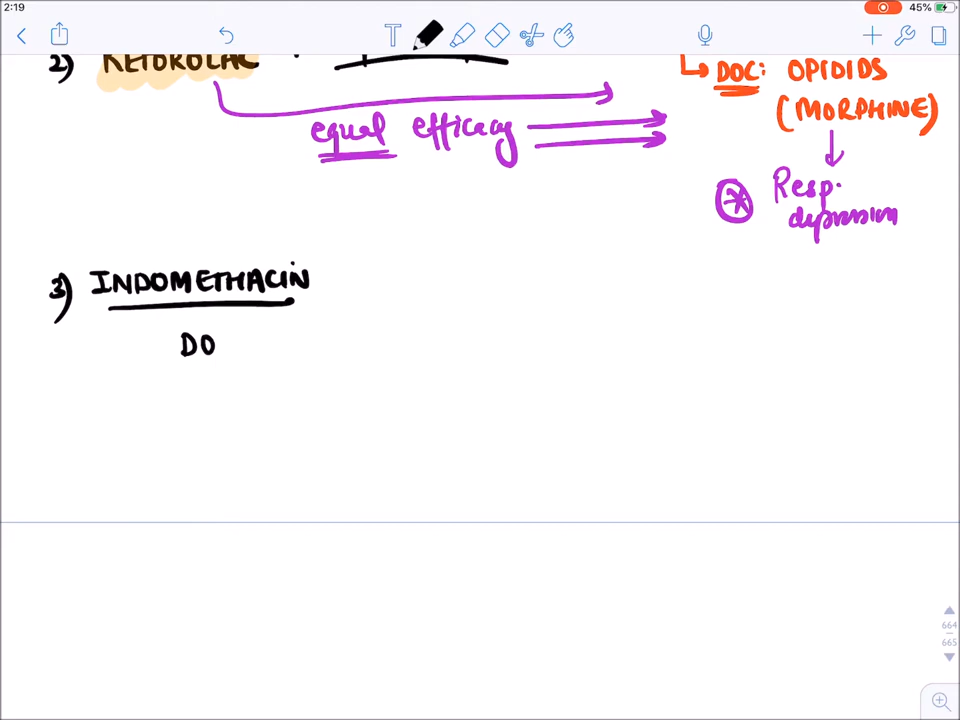 2:19
45%
2) KETOROLAC
DOC: OPIOIDS
(MORPHINE)
equal efficacy
Resp.
depression
3) INDOMETHACIN
DO
664
665